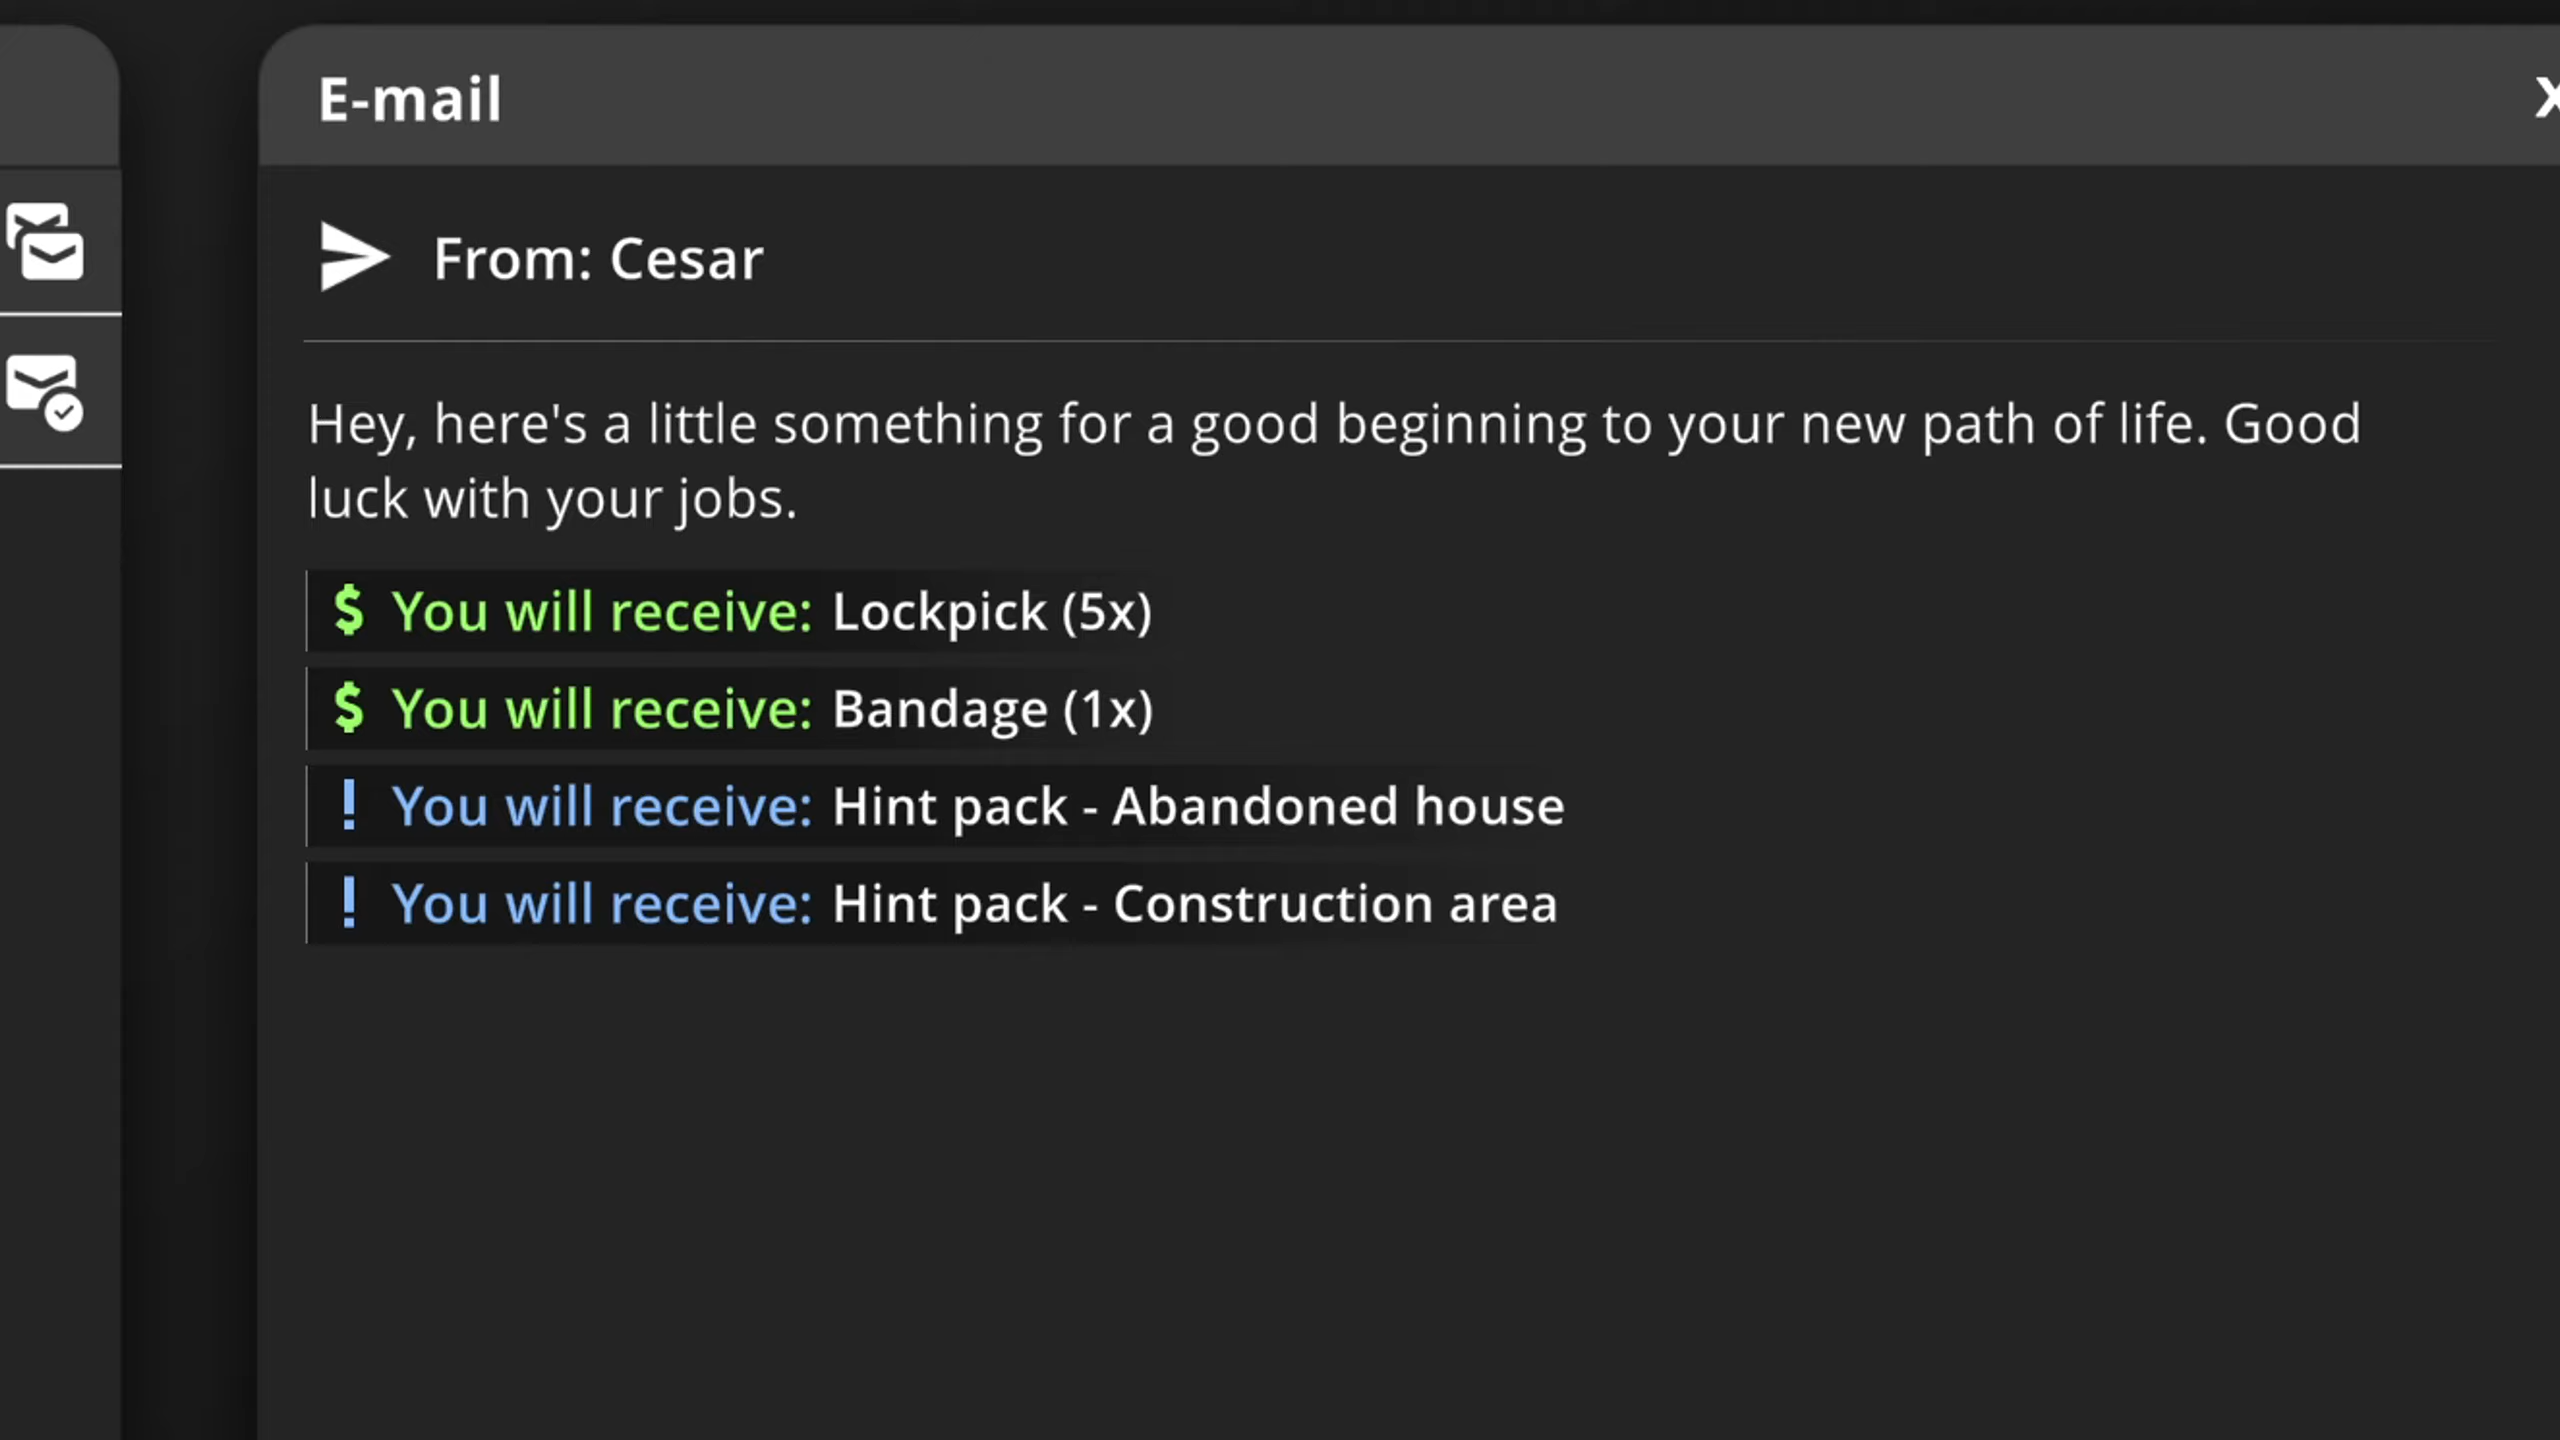 E-mail
X
From: Cesar
Hey, here's a little something for a good beginning to your new path of life. Good
luck with your jobs.
$ You will receive: Lockpick (5x)
$ You will receive: Bandage (1x)
! You will receive: Hint pack - Abandoned house
! You will receive: Hint pack - Construction area